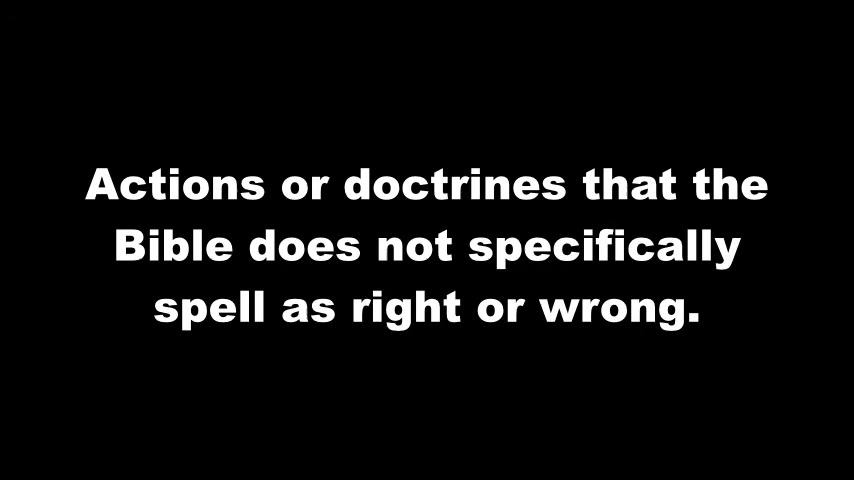 Actions or doctrines that the
Bible does not specifically
spell as right or wrong.